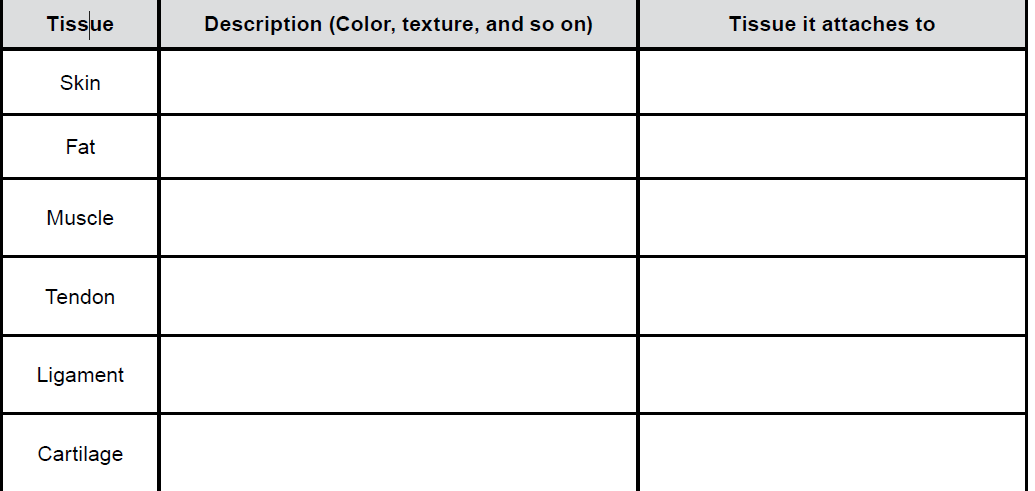 Tissue Description (Color, texture, and so on) Tissue it attaches to
Skin
Fat
Muscle
Tendon
Ligament
Cartilage